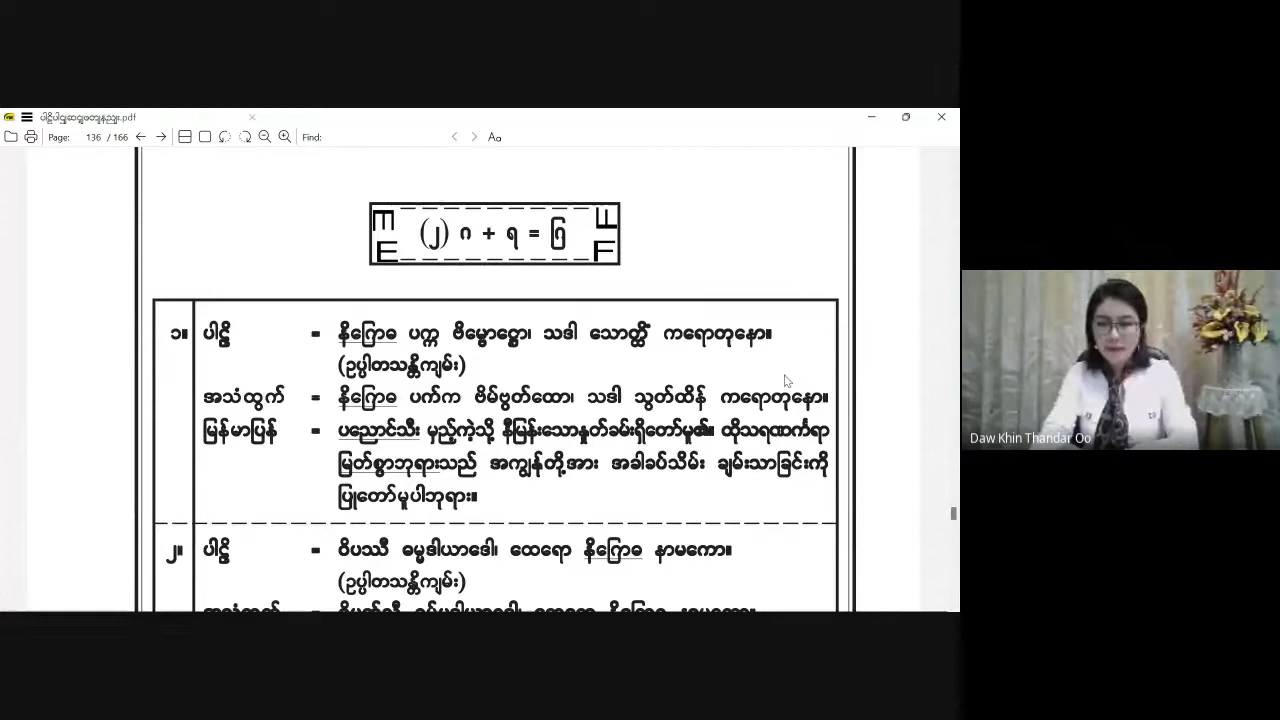 ပါဠိပါဌ်ဆင့်ဖတ်နည်း.pdf
Page: 136 / 166 Find:
(၂) ဂ + ရ = ဂြ
၁။ ပါဠိ = နိဂြောဓ ပက္က ဗိမ္ဗောဋ္ဌော၊ သဒါ သောတ္ထိံ ကရောတုနော။
(ဥပ္ပါတသန္တိကျမ်း)
အသံထွက် = နိဂြောဓ ပက်က ဗိမ်ဗွတ်ထော၊ သဒါ သွတ်ထိန် ကရောတုနော။
မြန်မာပြန် = ပညောင်သီး မှည့်ကဲ့သို့ နီမြန်းသောနှုတ်ခမ်းရှိတော်မူ၏။ ထိုသရဏင်္ကရာ
မြတ်စွာဘုရားသည် အကျွန်တို့အား အခါခပ်သိမ်း ချမ်းသာခြင်းကို
ပြုတော်မူပါဘုရား။
၂။ ပါဠိ = ဝိပဿီ ဓမ္မဒါယာဒေါ၊ ထေရော နိဂြောဓ နာမကော။
(ဥပ္ပါတသန္တိကျမ်း)
Daw Khin Thandar Oo